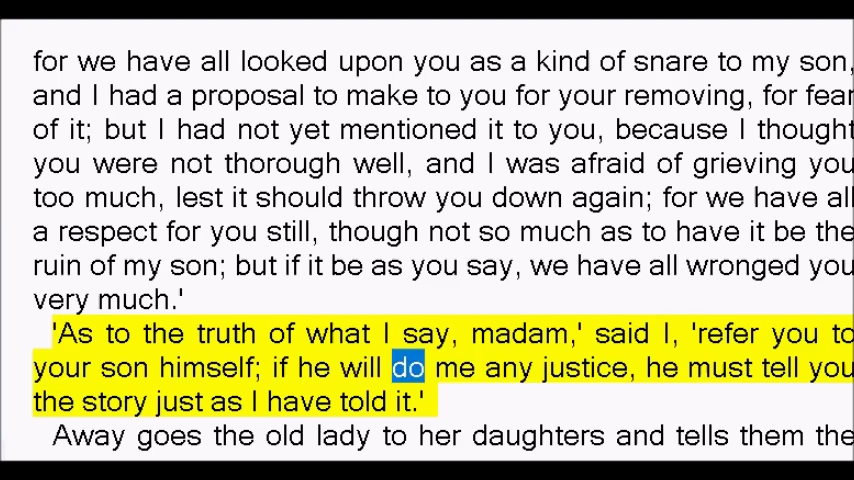 for we have all looked upon you as a kind of snare to my son,
and I had a proposal to make to you for your removing, for fear
of it; but I had not yet mentioned it to you, because I thought
you were not thorough well, and I was afraid of grieving you
too much, lest it should throw you down again; for we have all
a respect for you still, though not so much as to have it be the
ruin of my son; but if it be as you say, we have all wronged you
very much.'
'As to the truth of what I say, madam,' said I, 'refer you to
your son himself; if he will do me any justice, he must tell you
the story just as I have told it.'
Away goes the old lady to her daughters and tells them the